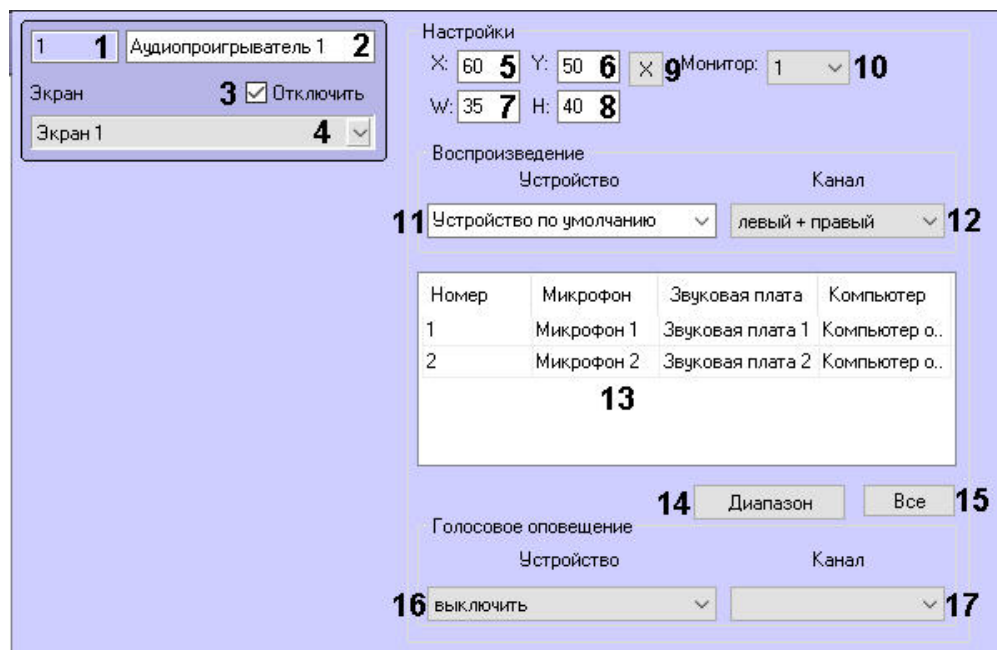 1 1 Аудиопроигрыватель 1 2
Экран 3 Отключить
Экран 1 4
Настройки
X: 60 5 Y: 50 6 X 9 Монитор: 1 10
W: 35 7 H: 40 8
Воспроизведение
Устройство Канал
11 Устройство по умолчанию левый + правый 12
Номер Микрофон Звуковая плата Компьютер
1 Микрофон 1 Звуковая плата 1 Компьютер о..
2 Микрофон 2 Звуковая плата 2 Компьютер о..
13
14 Диапазон Все 15
Голосовое оповещение
Устройство Канал
16 выключить 17